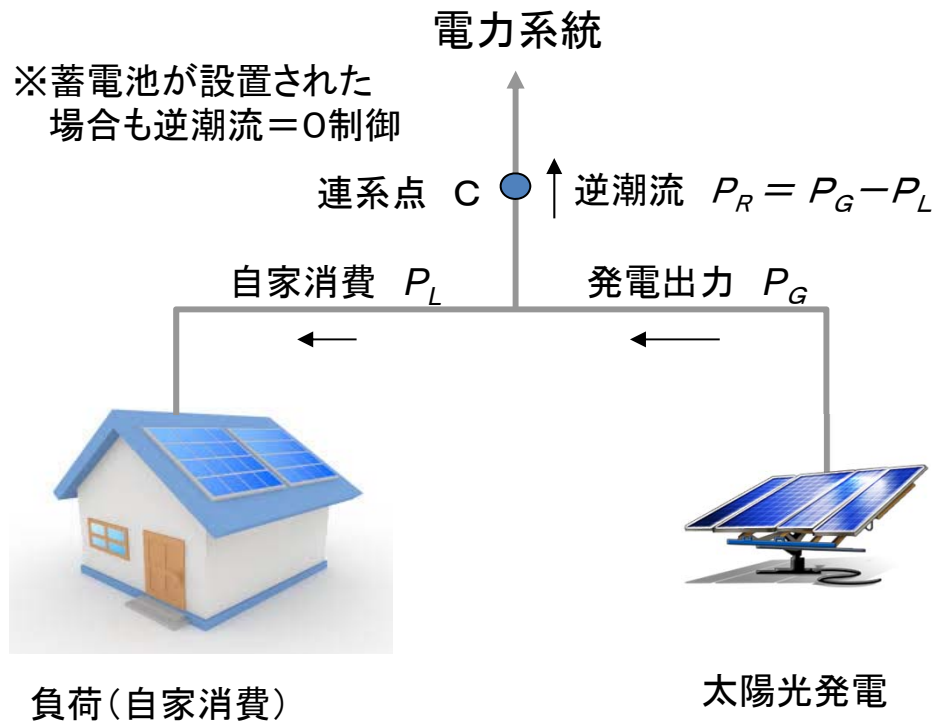 電力系統
※蓄電池が設置された
場合も逆潮流＝０制御
連系点 C
逆潮流 PR = PG－PL
自家消費 PL
発電出力 PG
負荷（自家消費）
太陽光発電